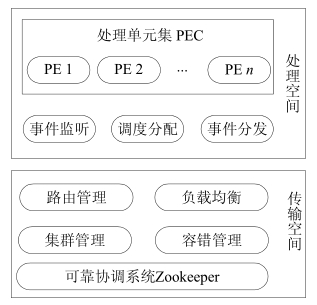 处理单元集 PEC
PE 1
PE 2
...
PE n
事件监听
调度分配
事件分发
处理空间
路由管理
负载均衡
集群管理
容错管理
可靠协调系统Zookeeper
传输空间